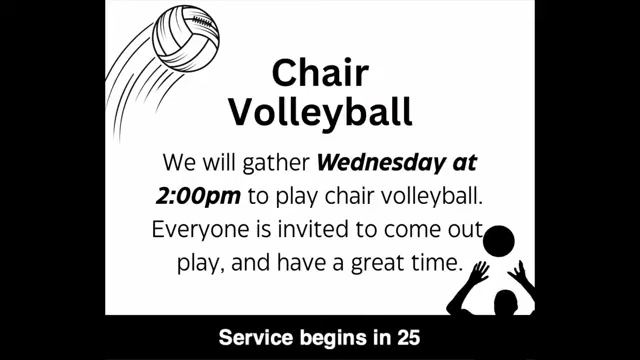 Chair
Volleyball
We will gather Wednesday at
2:00pm to play chair volleyball.
Everyone is invited to come out,
play, and have a great time.
Service begins in 25